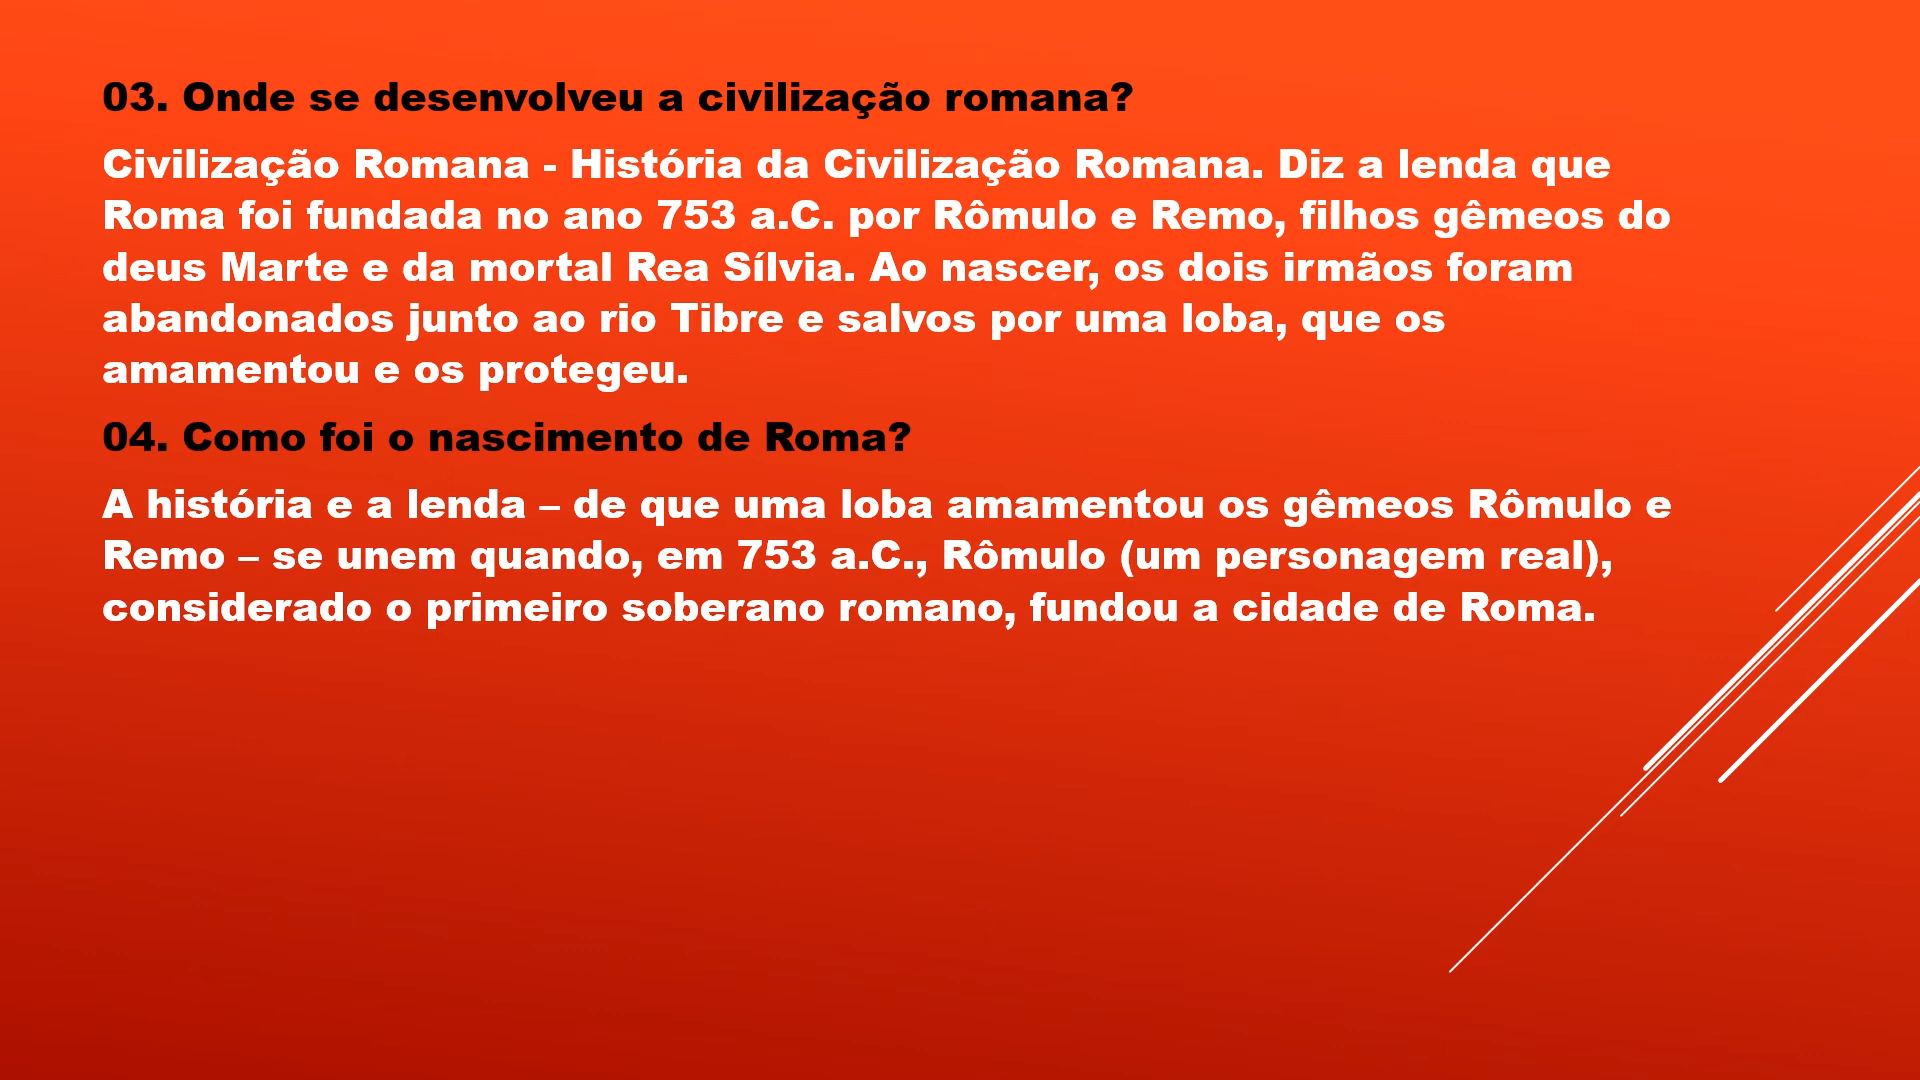 03. Onde se desenvolveu a civilização romana?
Civilização Romana - História da Civilização Romana. Diz a lenda que
Roma foi fundada no ano 753 a.C. por Rômulo e Remo, filhos gêmeos do
deus Marte e da mortal Rea Sílvia. Ao nascer, os dois irmãos foram
abandonados junto ao rio Tibre e salvos por uma loba, que os
amamentou e os protegeu.
04. Como foi o nascimento de Roma?
A história e a lenda – de que uma loba amamentou os gêmeos Rômulo e
Remo – se unem quando, em 753 a.C., Rômulo (um personagem real),
considerado o primeiro soberano romano, fundou a cidade de Roma.